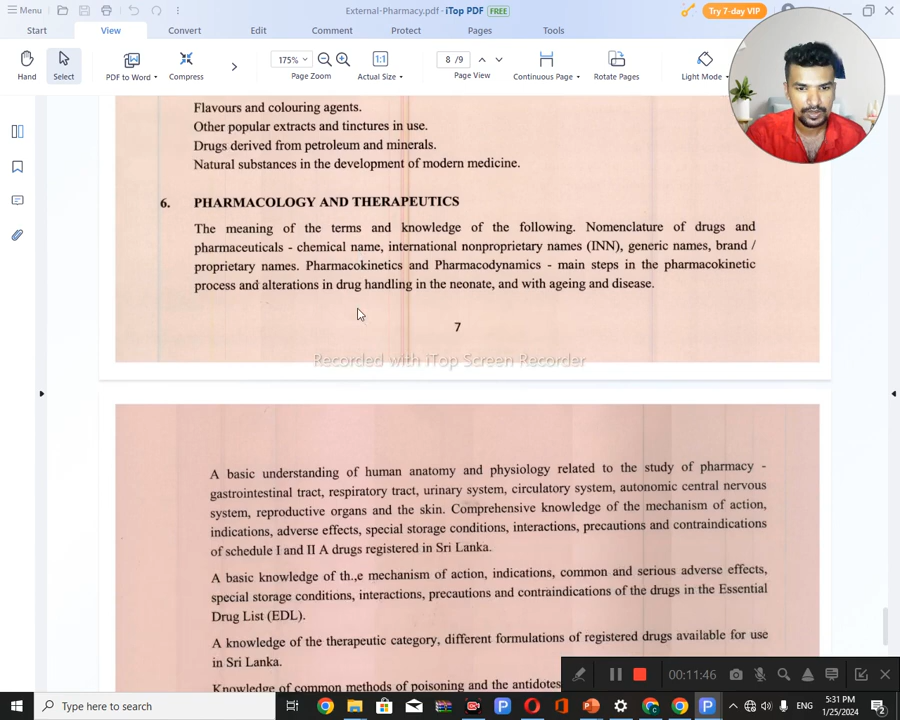 Menu
External-Pharmacy.pdf - iTop PDF FREE
Try 7-day VIP
Start View Convert Edit Comment Protect Pages Tools
Hand Select PDF to Word Compress 175% Page Zoom 1:1 Actual Size 8 /9 Page View Continuous Page Rotate Pages Light Mode
Flavours and colouring agents.
Other popular extracts and tinctures in use.
Drugs derived from petroleum and minerals.
Natural substances in the development of modern medicine.
6. PHARMACOLOGY AND THERAPEUTICS
The meaning of the terms and knowledge of the following. Nomenclature of drugs and
pharmaceuticals - chemical name, international nonproprietary names (INN), generic names, brand /
proprietary names. Pharmacokinetics and Pharmacodynamics - main steps in the pharmacokinetic
process and alterations in drug handling in the neonate, and with ageing and disease.
7
Recorded with iTop Screen Recorder
A basic understanding of human anatomy and physiology related to the study of pharmacy -
gastrointestinal tract, respiratory tract, urinary system, circulatory system, autonomic central nervous
system, reproductive organs and the skin. Comprehensive knowledge of the mechanism of action,
indications, adverse effects, special storage conditions, interactions, precautions and contraindications
of schedule I and II A drugs registered in Sri Lanka.
A basic knowledge of th.,e mechanism of action, indications, common and serious adverse effects,
special storage conditions, interactions, precautions and contraindications of the drugs in the Essential
Drug List (EDL).
A knowledge of the therapeutic category, different formulations of registered drugs available for use
in Sri Lanka.
Knowledge of common methods of poisoning and the antidotes
00:11:46
Type here to search
ENG
5:31 PM
1/25/2024
2